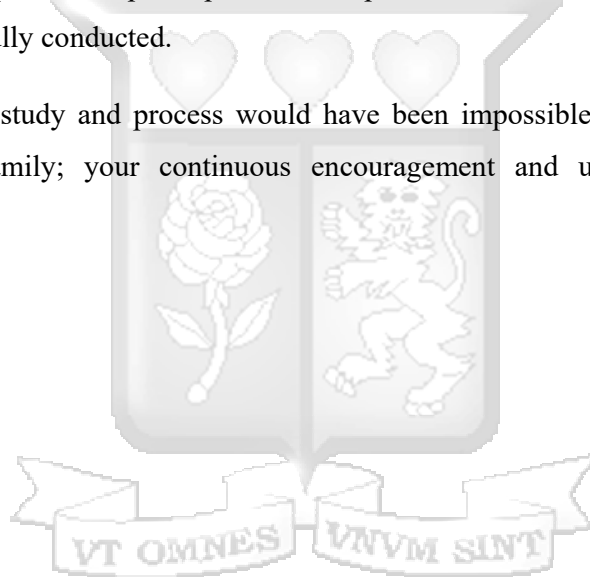 lly conducted.
study and process would have been impossible
mily; your continuous encouragement and u
VT OMNES VNVM SINT